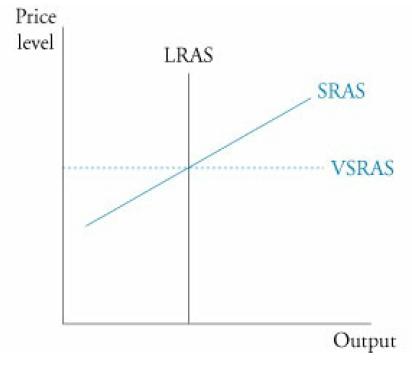 Price
level
LRAS
SRAS
VSRAS
Output